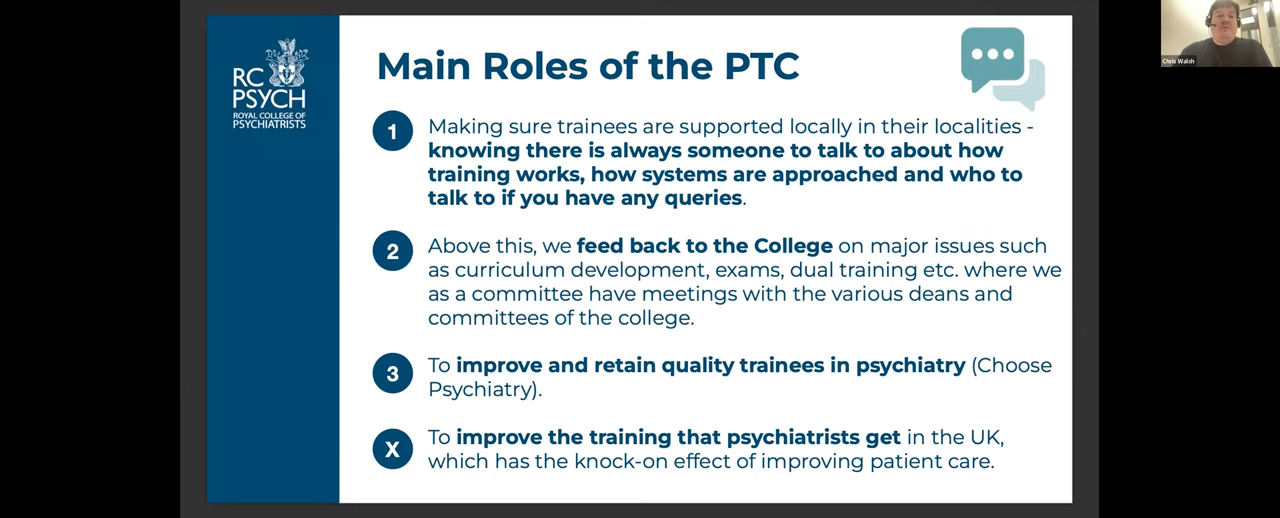 RC
PSYCH
ROYAL COLLEGE OF
PSYCHIATRISTS
Main Roles of the PTC
1
Making sure trainees are supported locally in their localities -
knowing there is always someone to talk to about how
training works, how systems are approached and who to
talk to if you have any queries.
2
Above this, we feed back to the College on major issues such
as curriculum development, exams, dual training etc. where we
as a committee have meetings with the various deans and
committees of the college.
3
To improve and retain quality trainees in psychiatry (Choose
Psychiatry).
X
To improve the training that psychiatrists get in the UK,
which has the knock-on effect of improving patient care.
Chris Walsh